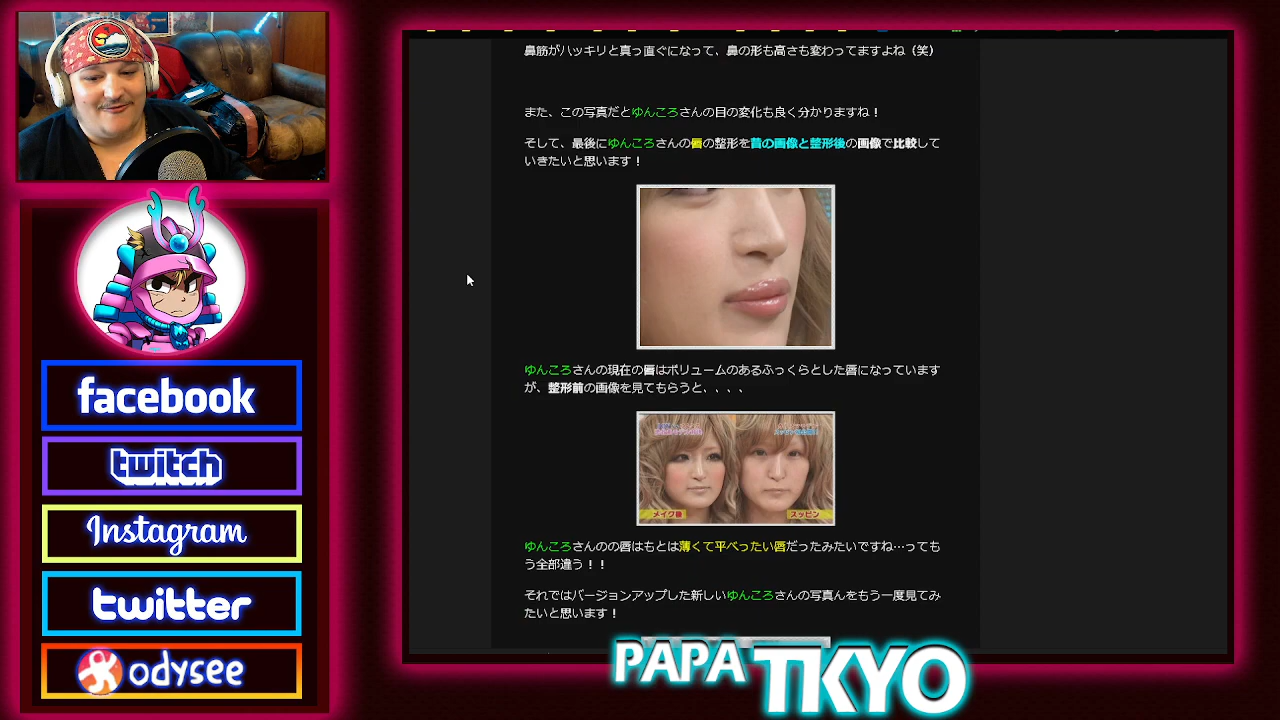 facebook
twitch
Instagram
twitter
odysee
鼻筋がハッキリと真っ直ぐになって、鼻の形も高さも変わってますよね（笑）
また、この写真だとゆんころさんの目の変化も良く分かりますね！
そして、最後にゆんころさんの唇の整形を昔の画像と整形後の画像で比較して
いきたいと思います！
ゆんころさんの現在の唇はボリュームのあるふっくらとした唇になっています
が、整形前の画像を見てもらうと、、、、
メイク後
スッピン
ゆんころさんのの唇はもとは薄くて平べったい唇だったみたいですね…っても
う全部違う！！
それではバージョンアップした新しいゆんころさんの写真んをもう一度見てみ
たいと思います！
PAPA TKYO